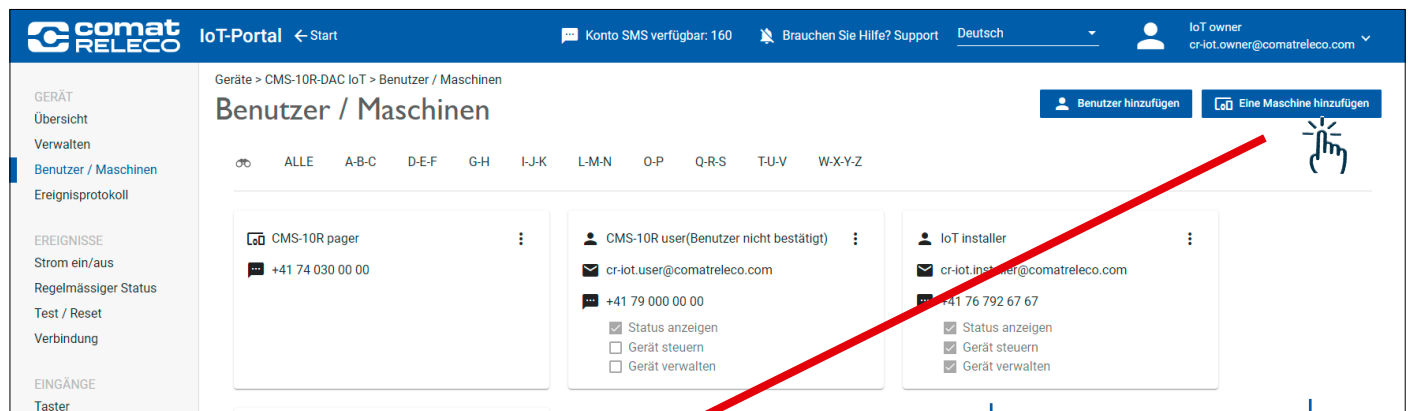 comat RELECO IoT-Portal ← Start Konto SMS verfügbar: 160 Brauchen Sie Hilfe? Support Deutsch IoT owner
cr-iot.owner@comatreleco.com
Geräte > CMS-10R-DAC IoT > Benutzer / Maschinen
Benutzer / Maschinen
Benutzer hinzufügen Eine Maschine hinzufügen
GERÄT
Übersicht
Verwalten
Benutzer / Maschinen
Ereignisprotokoll
EREIGNISSE
Strom ein/aus
Regelmässiger Status
Test / Reset
Verbindung
EINGÄNGE
Taster
ALLE A-B-C D-E-F G-H I-J-K L-M-N O-P Q-R-S T-U-V W-X-Y-Z
CMS-10R pager
+41 74 030 00 00
CMS-10R user(Benutzer nicht bestätigt)
cr-iot.user@comatreleco.com
+41 79 000 00 00
Status anzeigen
Gerät steuern
Gerät verwalten
IoT installer
cr-iot.installer@comatreleco.com
+41 76 792 67 67
Status anzeigen
Gerät steuern
Gerät verwalten